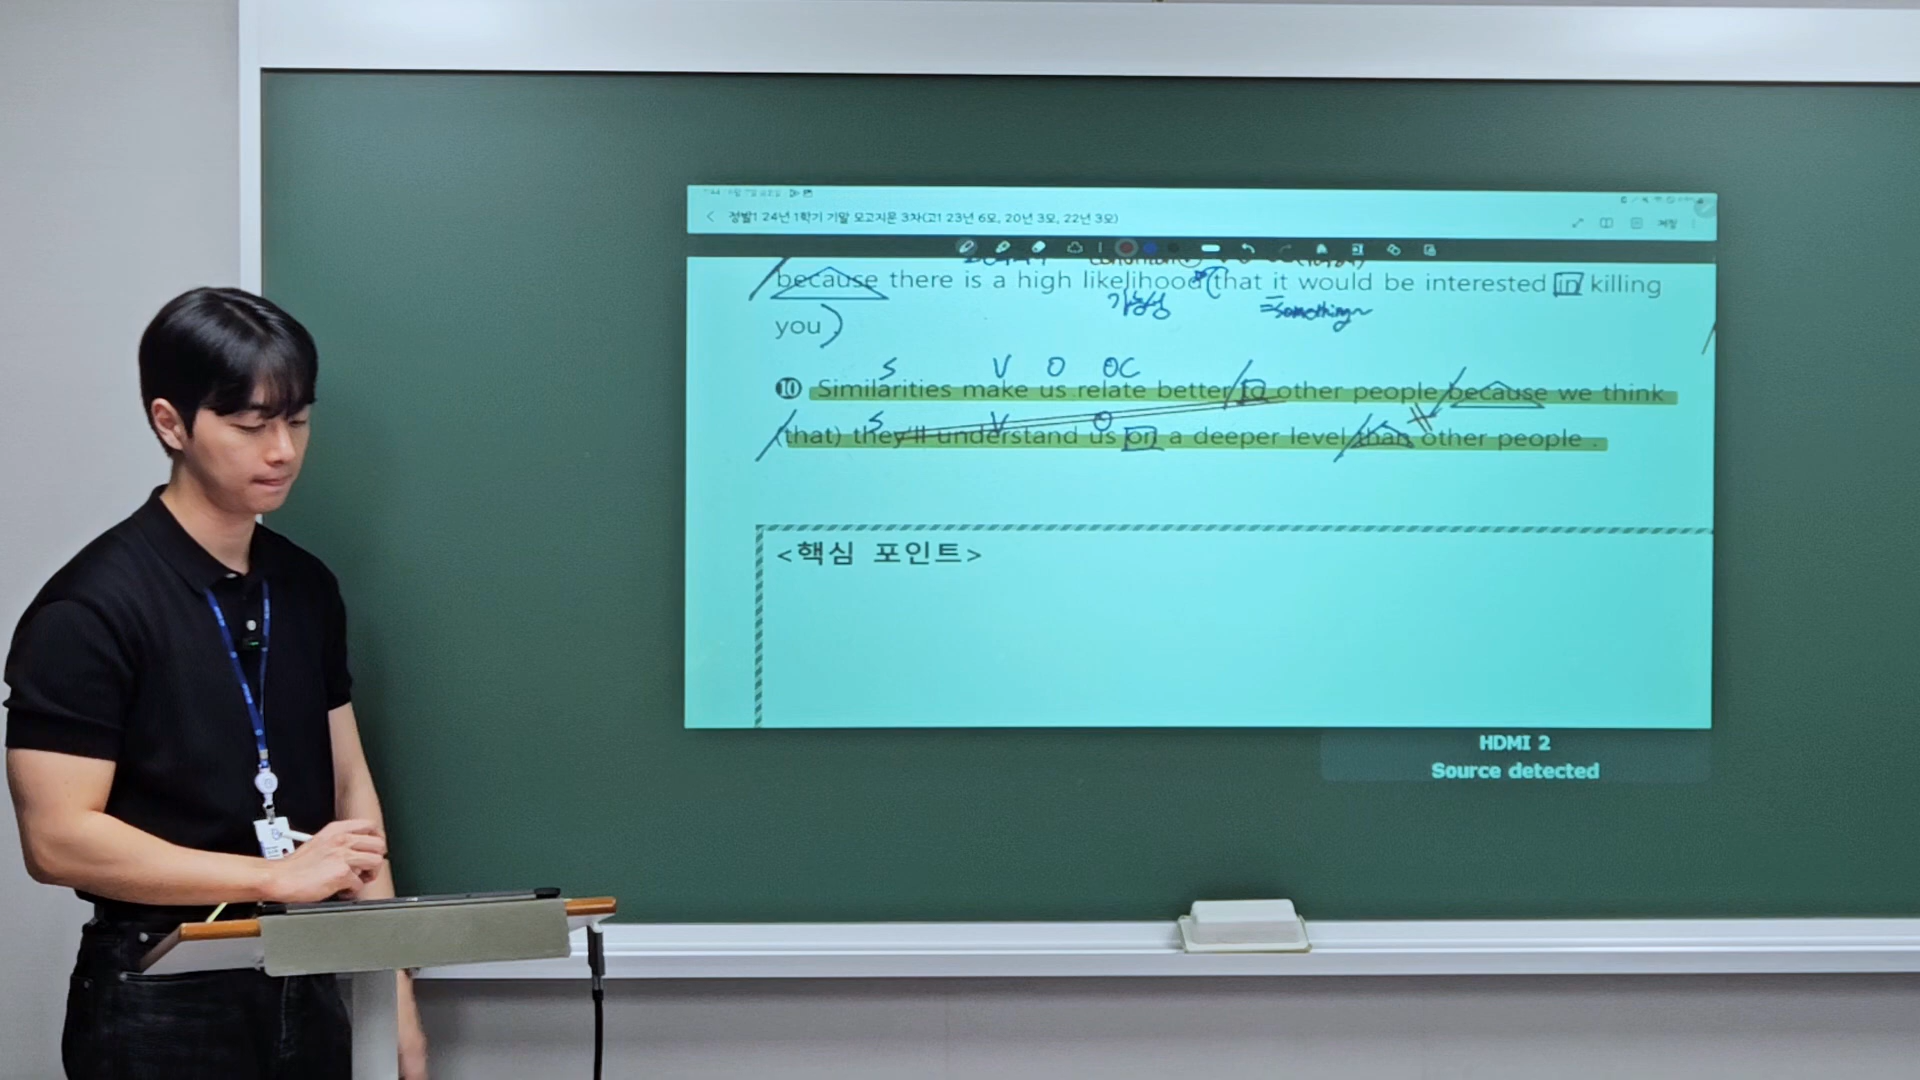 정발1 24년 1학기 기말 모고지문 3차(고1 23년 6모, 20년 3모, 22년 3모)
because there is a high likelihood (that it would be interested in killing
가능성 =something~
you)
S V O OC
⑩ Similarities make us relate better to other people because we think
S V O
(that) they'll understand us on a deeper level than other people .
<핵심 포인트>
HDMI 2
Source detected